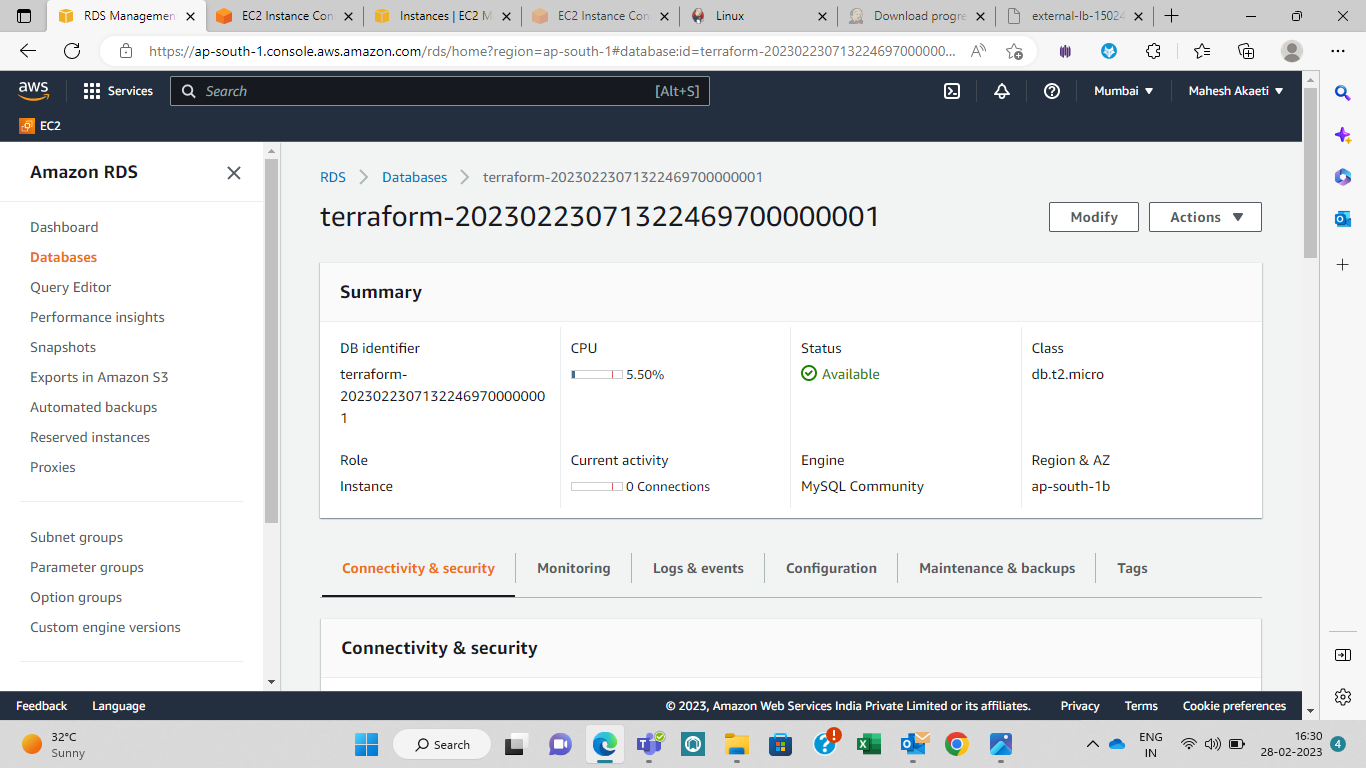 RDS Managemen
EC2 Instance Con
Instances | EC2 M
EC2 Instance Con
Linux
Download progre
external-lb-15024
https://ap-south-1.console.aws.amazon.com/rds/home?region=ap-south-1#database:id=terraform-202302230713224697000000...
aws
Services
Search
[Alt+S]
Mumbai
Mahesh Akaeti
EC2
Amazon RDS
Dashboard
Databases
Query Editor
Performance insights
Snapshots
Exports in Amazon S3
Automated backups
Reserved instances
Proxies
Subnet groups
Parameter groups
Option groups
Custom engine versions
RDS
Databases
terraform-20230223071322469700000001
terraform-20230223071322469700000001
Modify
Actions
Summary
DB identifier
terraform-
2023022307132246970000000
1
CPU
5.50%
Status
Available
Class
db.t2.micro
Role
Instance
Current activity
0 Connections
Engine
MySQL Community
Region & AZ
ap-south-1b
Connectivity & security
Monitoring
Logs & events
Configuration
Maintenance & backups
Tags
Connectivity & security
Feedback
Language
© 2023, Amazon Web Services India Private Limited or its affiliates.
Privacy
Terms
Cookie preferences
32°C
Sunny
Search
ENG
IN
16:30
28-02-2023
4